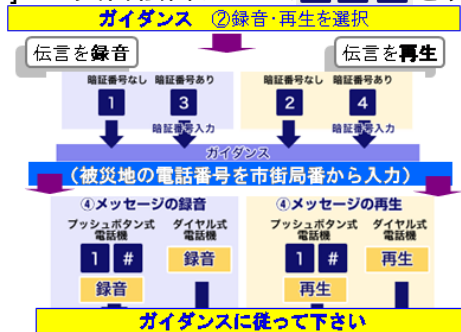 ガイダンス ②録音･再生を選択
伝言を録音 伝言を再生
暗証番号なし 暗証番号あり 暗証番号なし 暗証番号あり
1 3 2 4
暗証番号入力 暗証番号入力
ガイダンス
(被災地の電話番号を市街局番から入力)
④メッセージの録音 ④メッセージの再生
プッシュボタン式 ダイヤル式 プッシュボタン式 ダイヤル式
電話機 電話機 電話機 電話機
1 # 録音 1 # 再生
録音 再生
ガイダンスに従って下さい